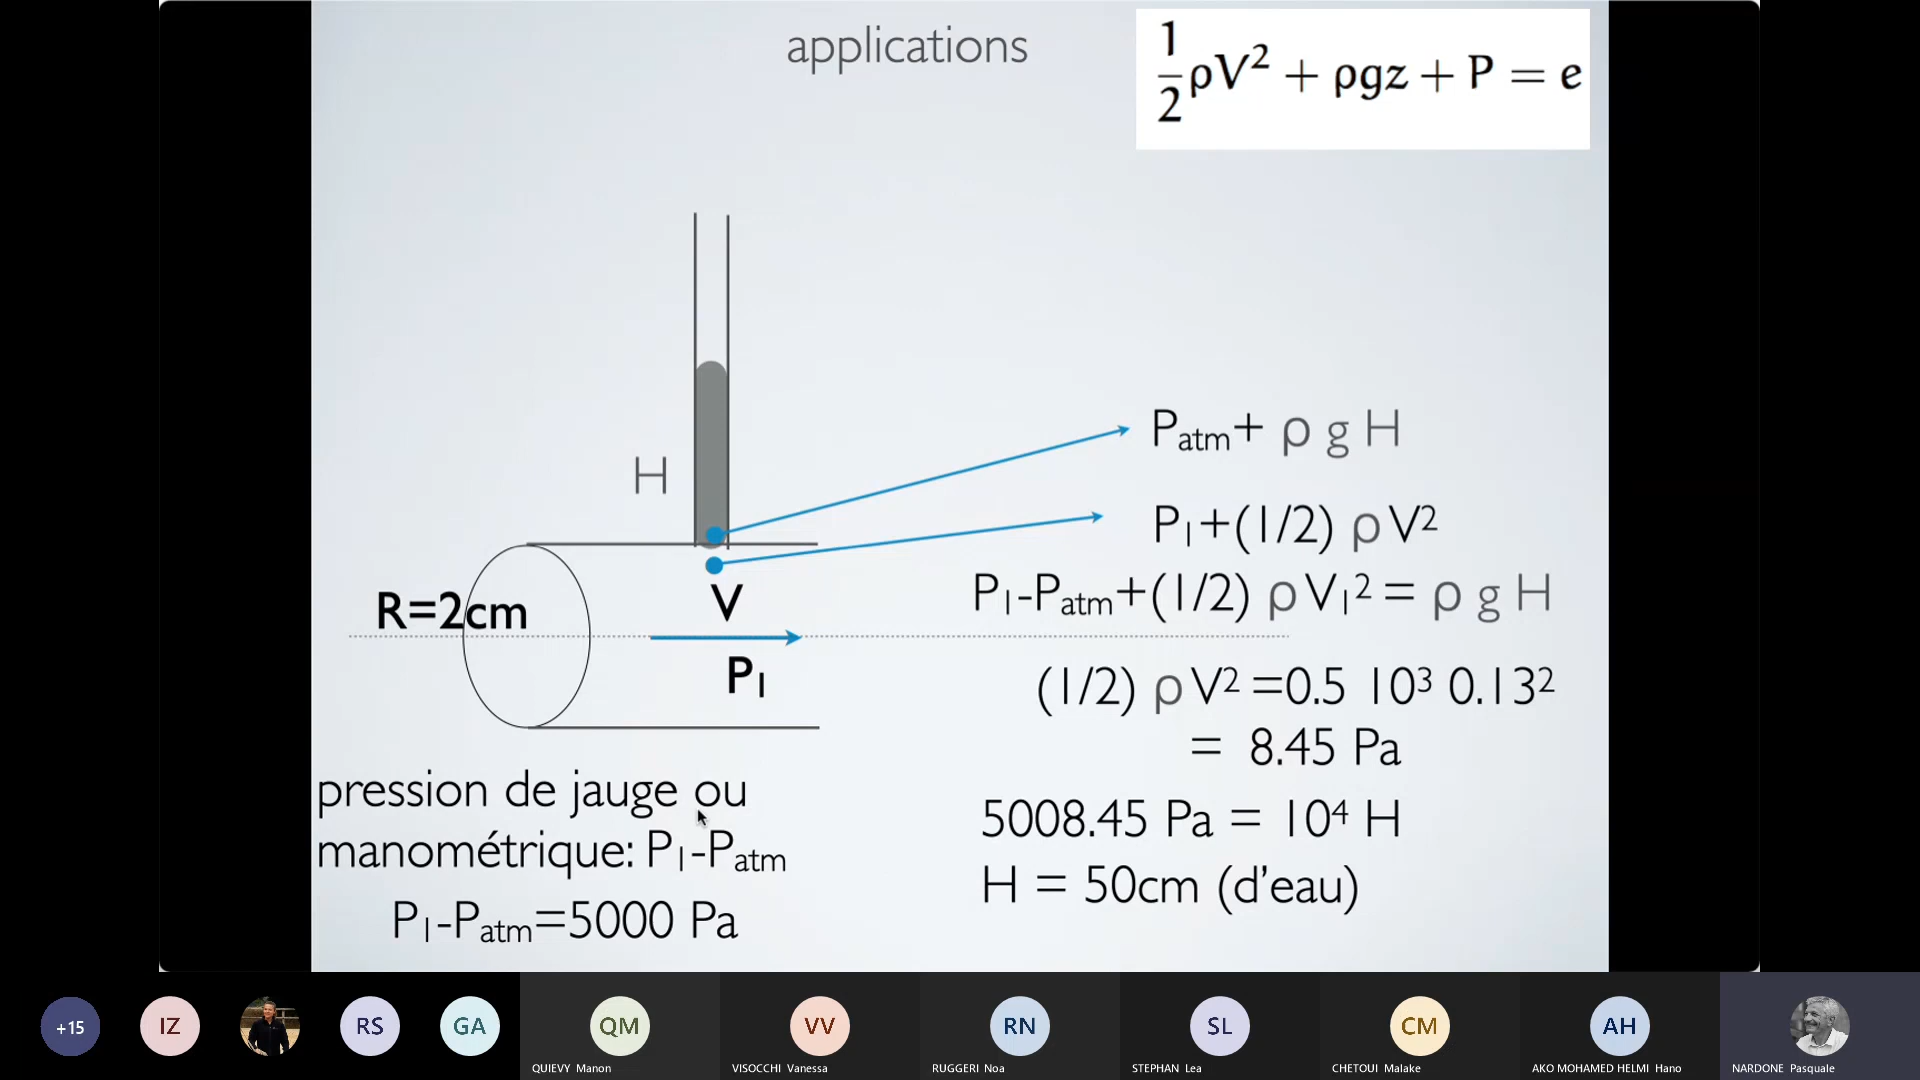 applications
½ρV² + ρgz + P = e
H
Patm+ ρ g H
P₁+(1/2) ρV²
R=2cm
V
P₁
P₁-Patm+(1/2) ρV₁²= ρ g H
(1/2) ρV² =0.5 10³ 0.13²
= 8.45 Pa
pression de jauge ou
manométrique: P₁-Patm
P₁-Patm=5000 Pa
5008.45 Pa = 10⁴ H
H = 50cm (d'eau)
+15
IZ
RS
GA
QM
QUIEVY Manon
VV
VISOCCHI Vanessa
RN
RUGGERI Noa
SL
STEPHAN Lea
CM
CHETOUI Malake
AH
AKO MOHAMED HELMI Hano
NARDONE Pasquale